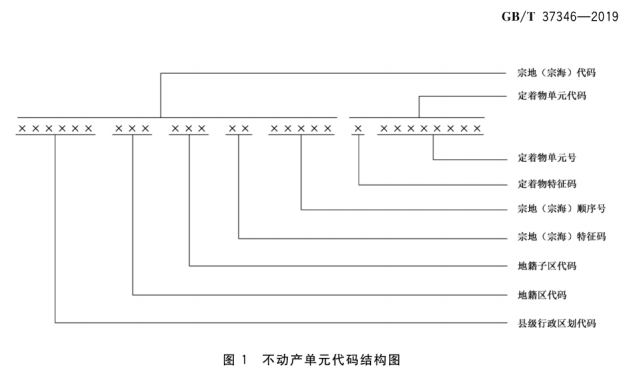 GB/T 37346—2019
宗地（宗海）代码
定着物单元代码
×××××× ××× ××× ×× ××××× × ××××××××
定着物单元号
定着物特征码
宗地（宗海）顺序号
宗地（宗海）特征码
地籍子区代码
地籍区代码
县级行政区划代码
图 1 不动产单元代码结构图